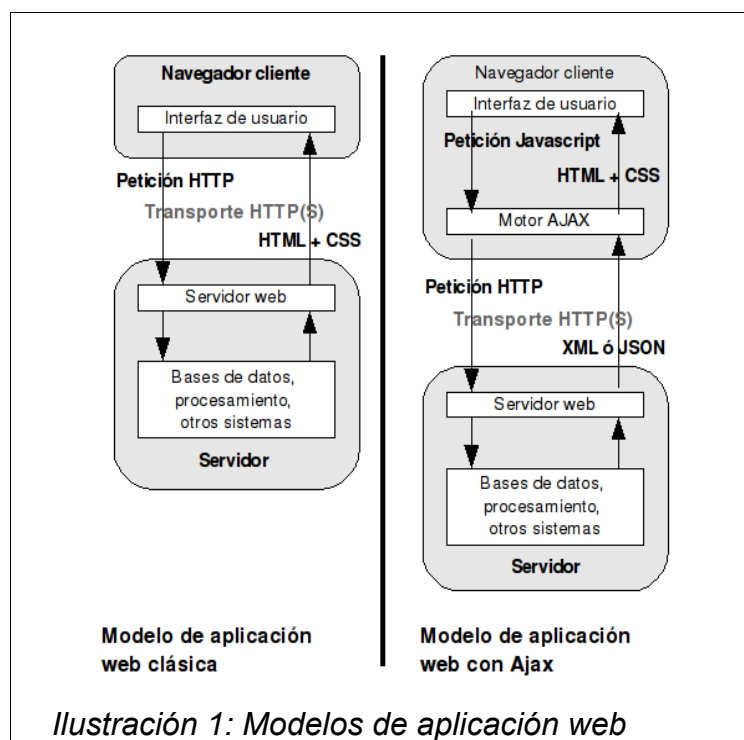 Navegador cliente
Interfaz de usuario
Petición HTTP
Transporte HTTP(S)
HTML + CSS
Servidor web
Bases de datos,
procesamiento,
otros sistemas
Servidor
Modelo de aplicación
web clásica
Navegador cliente
Interfaz de usuario
Petición Javascript
HTML + CSS
Motor AJAX
Petición HTTP
Transporte HTTP(S)
XML ó JSON
Servidor web
Bases de datos,
procesamiento,
otros sistemas
Servidor
Modelo de aplicación
web con Ajax
Ilustración 1: Modelos de aplicación web